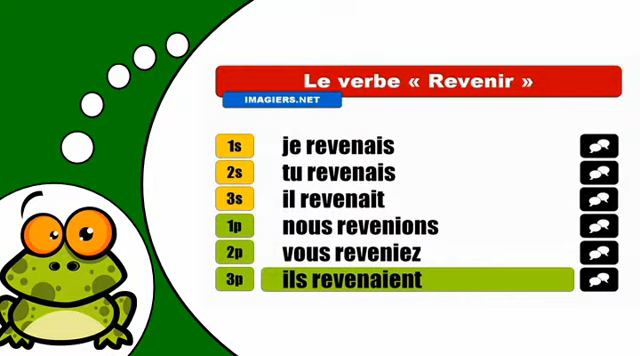 Le verbe « Revenir »
IMAGIERS.NET
1s je revenais
2s tu revenais
3s il revenait
1p nous revenions
2p vous reveniez
3p ils revenaient